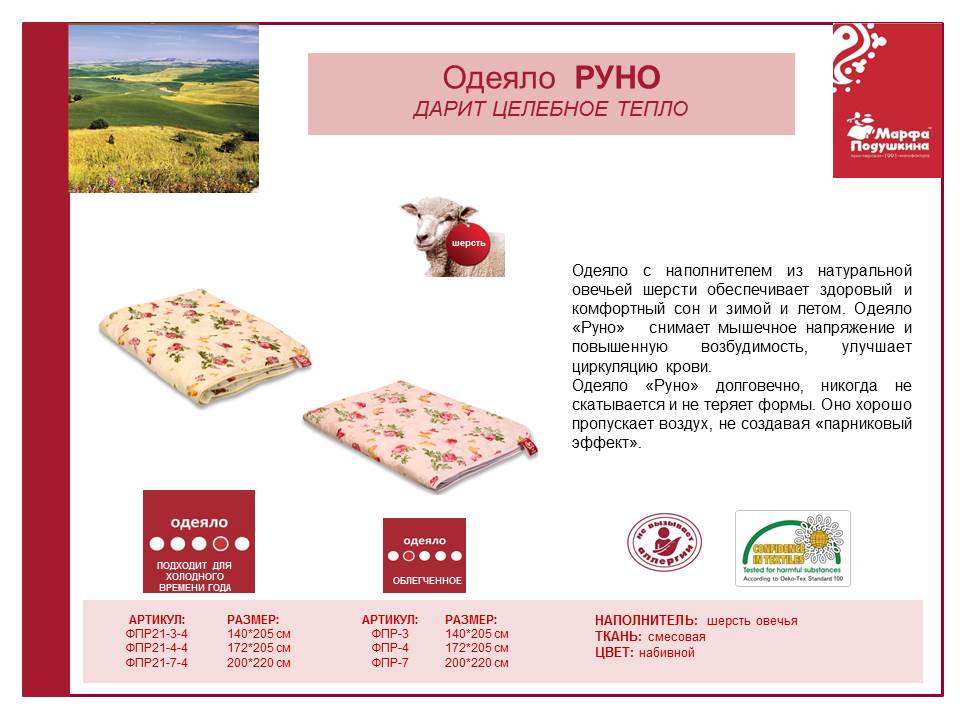 Одеяло РУНО
ДАРИТ ЦЕЛЕБНОЕ ТЕПЛО
Марфа
Подушкина
шерсть
Одеяло с наполнителем из натуральной
овечьей шерсти обеспечивает здоровый и
комфортный сон и зимой и летом. Одеяло
«Руно» снимает мышечное напряжение и
повышенную возбудимость, улучшает
циркуляцию крови.
Одеяло «Руно» долговечно, никогда не
скатывается и не теряет формы. Оно хорошо
пропускает воздух, не создавая «парниковый
эффект».
одеяло
ПОДХОДИТ ДЛЯ
ХОЛОДНОГО
ВРЕМЕНИ ГОДА
одеяло
ОБЛЕГЧЕННОЕ
не вызывает
аллергии
CONFIDENCE
IN TEXTILES
Tested for harmful substances
According to Oeko-Tex Standard 100
АРТИКУЛ: РАЗМЕР:
ФПР21-3-4 140*205 см
ФПР21-4-4 172*205 см
ФПР21-7-4 200*220 см
АРТИКУЛ: РАЗМЕР:
ФПР-3 140*205 см
ФПР-4 172*205 см
ФПР-7 200*220 см
НАПОЛНИТЕЛЬ: шерсть овечья
ТКАНЬ: смесовая
ЦВЕТ: набивной